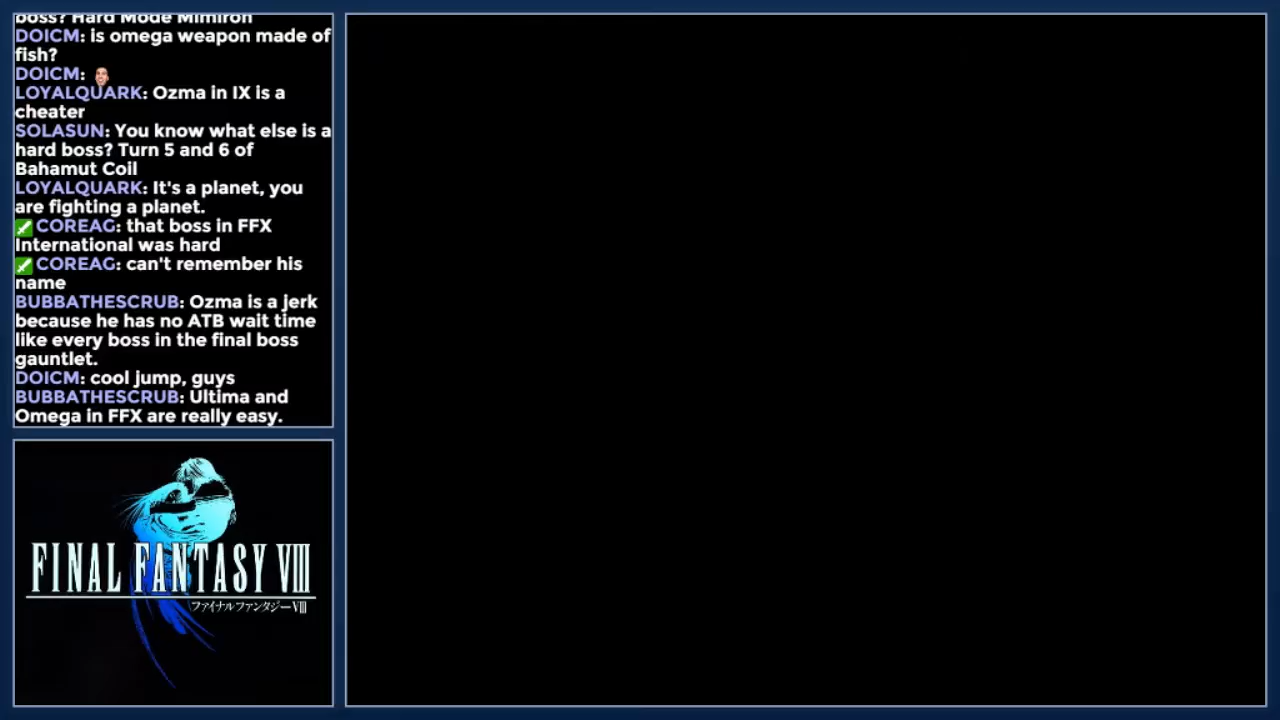 boss? Hard Mode Mimiron
DOICM: is omega weapon made of
fish?
DOICM:
LOYALQUARK: Ozma in IX is a
cheater
SOLASUN: You know what else is a
hard boss? Turn 5 and 6 of
Bahamut Coil
LOYALQUARK: It's a planet, you
are fighting a planet.
COREAG: that boss in FFX
International was hard
COREAG: can't remember his
name
BUBBATHESCRUB: Ozma is a jerk
because he has no ATB wait time
like every boss in the final boss
gauntlet.
DOICM: cool jump, guys
BUBBATHESCRUB: Ultima and
Omega in FFX are really easy.
FINAL FANTASY VIII
ファイナルファンタジーVIII